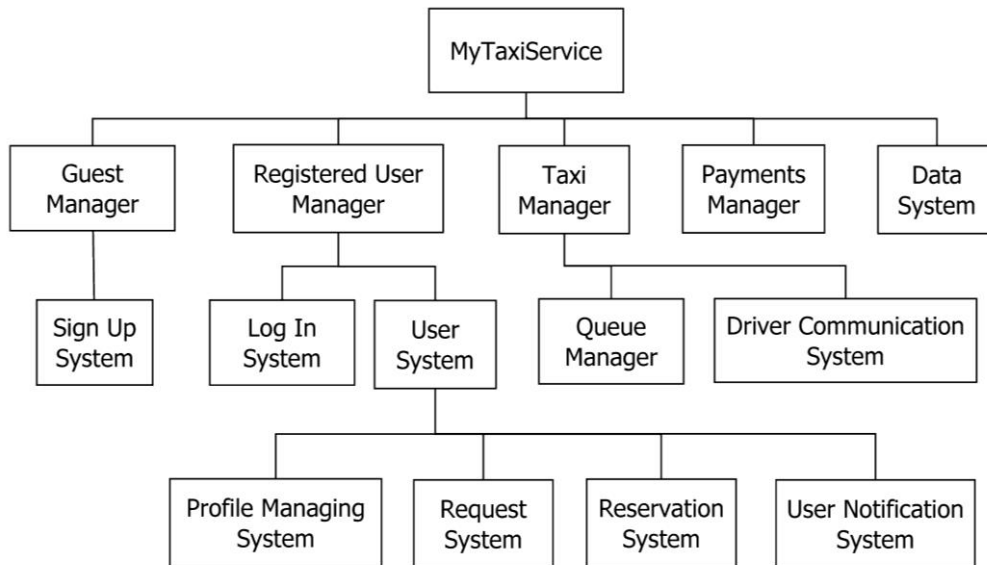 MyTaxiService
Guest
Manager
Registered User
Manager
Taxi
Manager
Payments
Manager
Data
System
Sign Up
System
Log In
System
User
System
Queue
Manager
Driver Communication
System
Profile Managing
System
Request
System
Reservation
System
User Notification
System